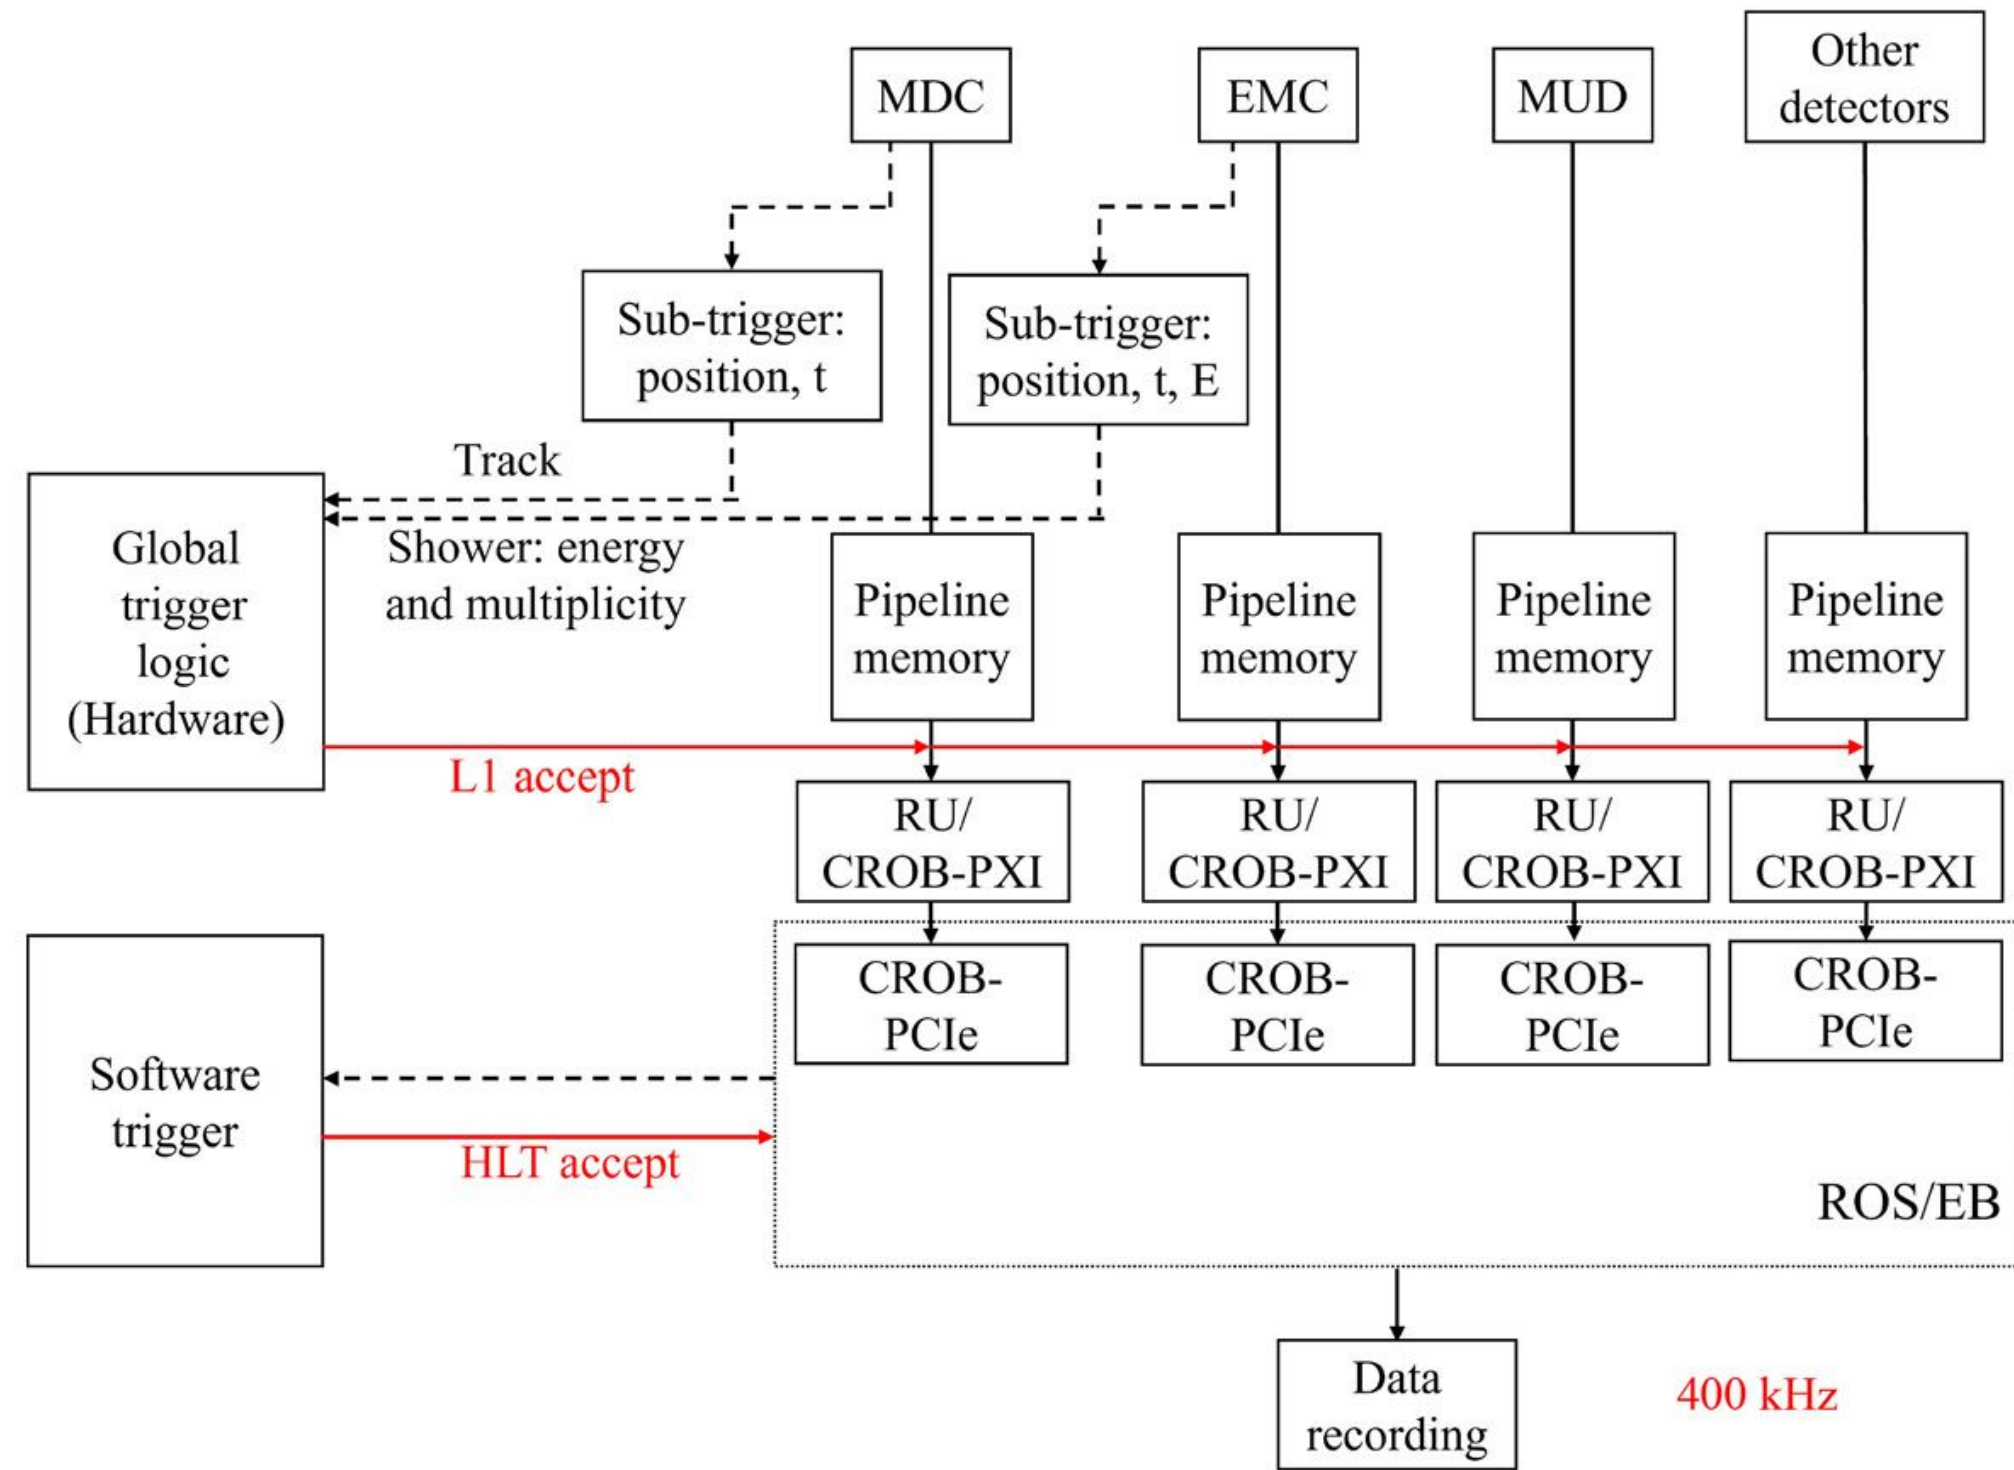 MDC
EMC
MUD
Other
detectors
Sub-trigger:
position, t
Sub-trigger:
position, t, E
Track
Shower: energy
and multiplicity
Global
trigger
logic
(Hardware)
Pipeline
memory
Pipeline
memory
Pipeline
memory
Pipeline
memory
L1 accept
RU/
CROB-PXI
RU/
CROB-PXI
RU/
CROB-PXI
RU/
CROB-PXI
CROB-
PCIe
CROB-
PCIe
CROB-
PCIe
CROB-
PCIe
Software
trigger
HLT accept
ROS/EB
Data
recording
400 kHz